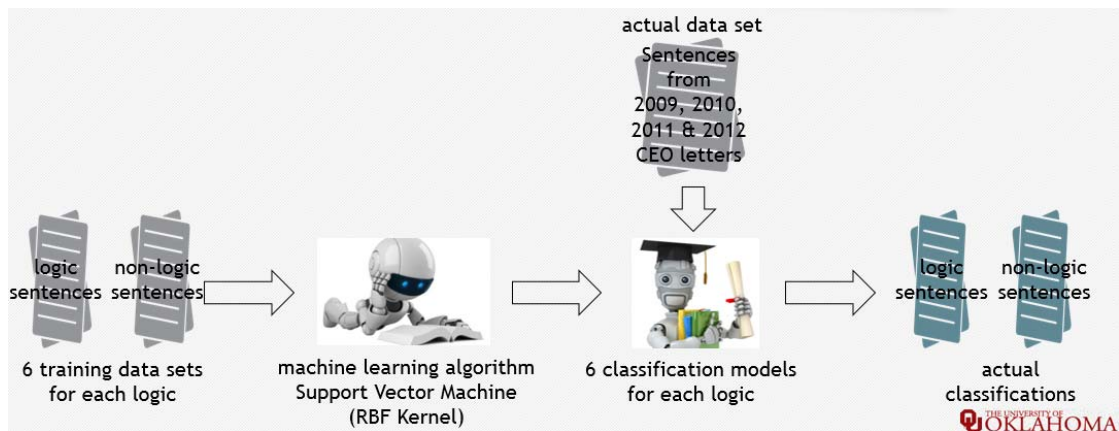 actual data set
Sentences
from
2009, 2010,
2011 & 2012
CEO letters
logic
sentences
non-logic
sentences
logic
sentences
non-logic
sentences
6 training data sets
for each logic
machine learning algorithm
Support Vector Machine
(RBF Kernel)
6 classification models
for each logic
actual
classifications
THE UNIVERSITY OF
OKLAHOMA